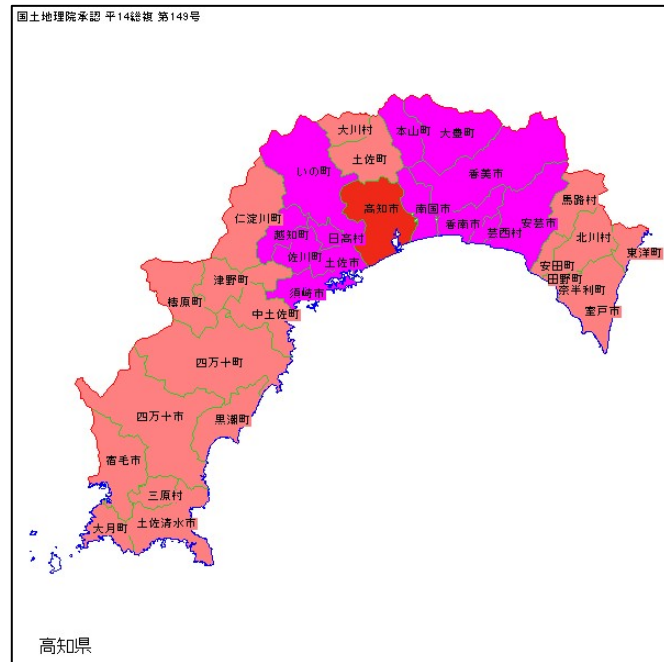 国土地理院承認 平14総複 第149号
大川村
本山町
大豊町
土佐町
いの町
香美市
馬路村
高知市
南国市
仁淀川町
香南市
安芸市
芸西村
越知町
日高村
北川村
東洋町
佐川町
土佐市
安田町
津野町
田野町
奈半利町
須崎市
梼原町
中土佐町
室戸市
四万十町
四万十市
黒潮町
宿毛市
三原村
大月町
土佐清水市
高知県